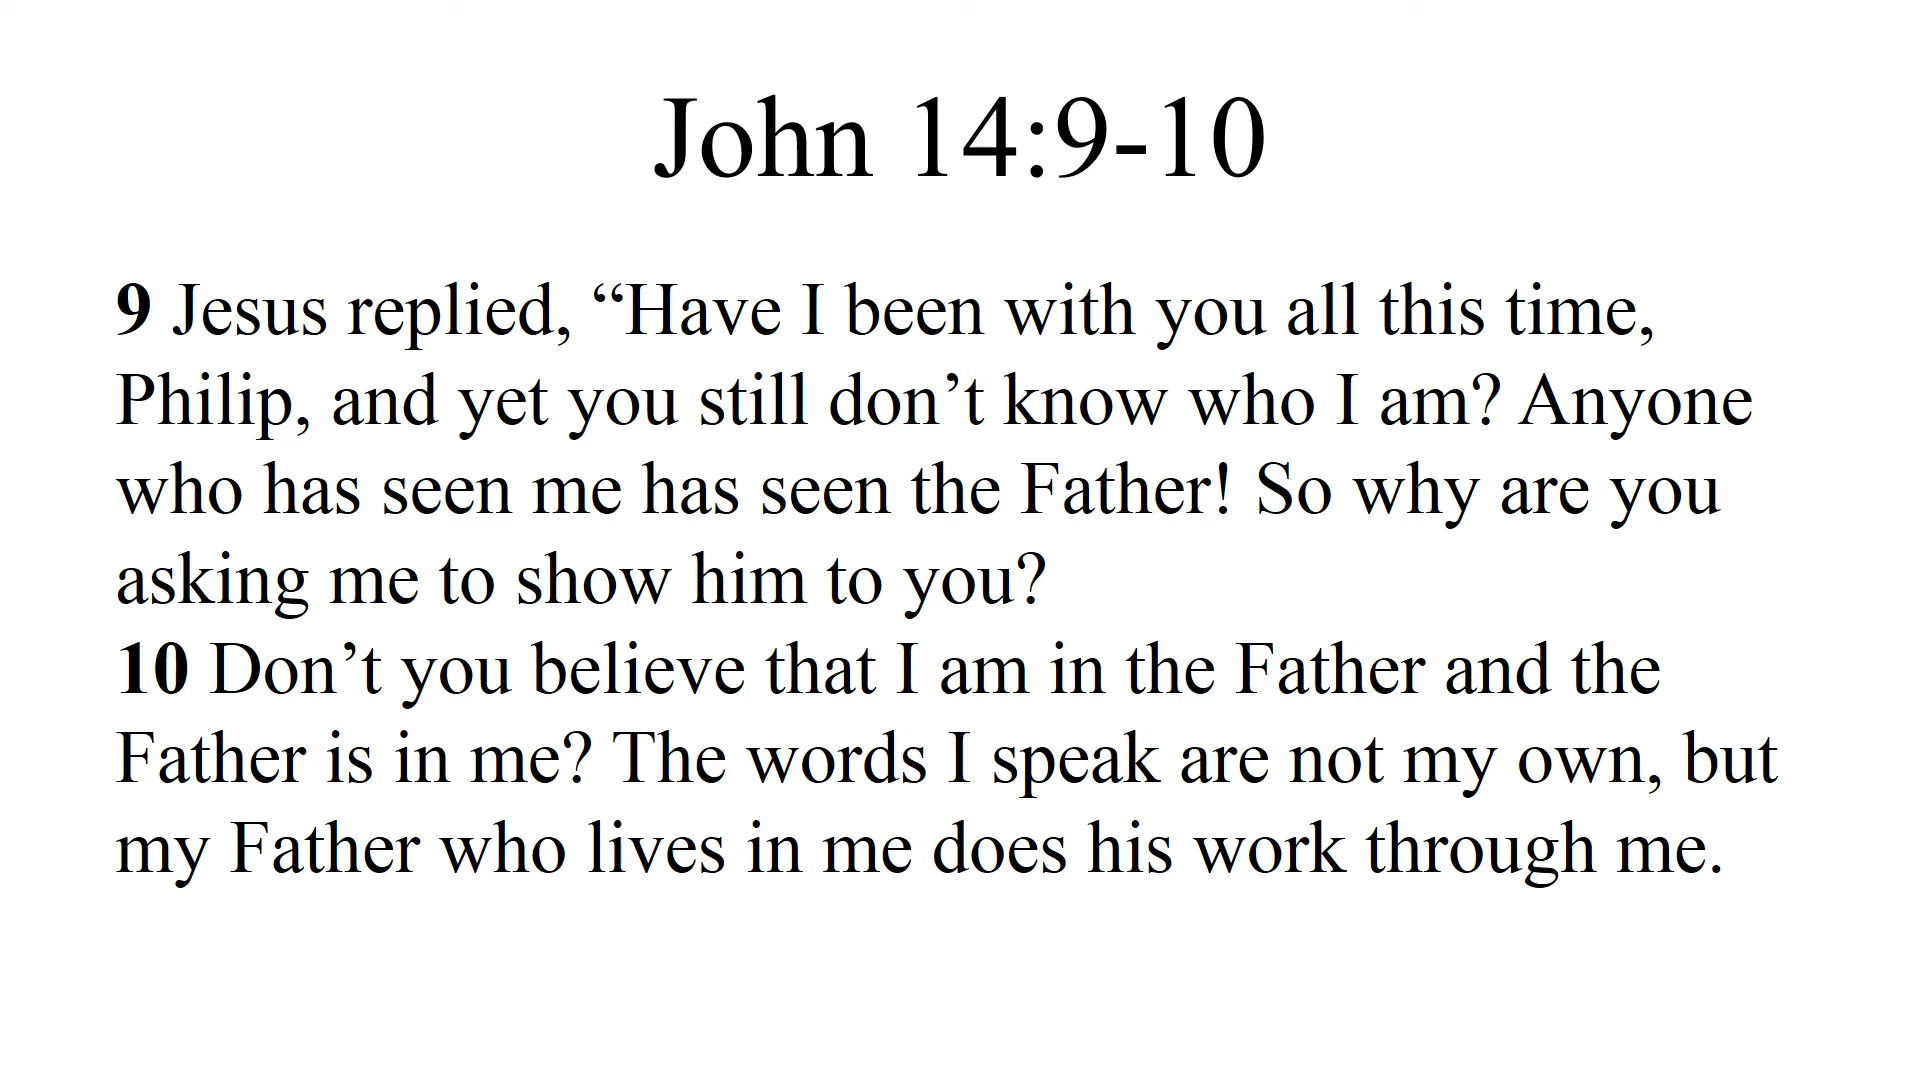 John 14:9-10
9 Jesus replied, “Have I been with you all this time,
Philip, and yet you still don’t know who I am? Anyone
who has seen me has seen the Father! So why are you
asking me to show him to you?
10 Don’t you believe that I am in the Father and the
Father is in me? The words I speak are not my own, but
my Father who lives in me does his work through me.